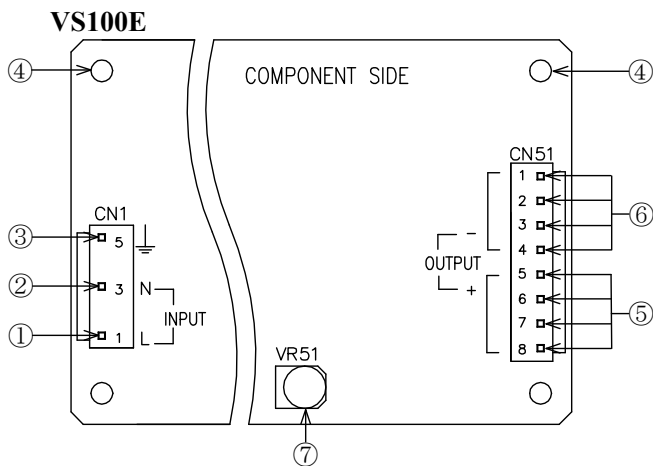 VS100E
④
④
COMPONENT SIDE
CN51
1
2
3
4
5
6
7
8
⑥
⑤
OUTPUT
−
+
CN1
③
5
②
3
N
①
1
L
INPUT
VR51
⑦